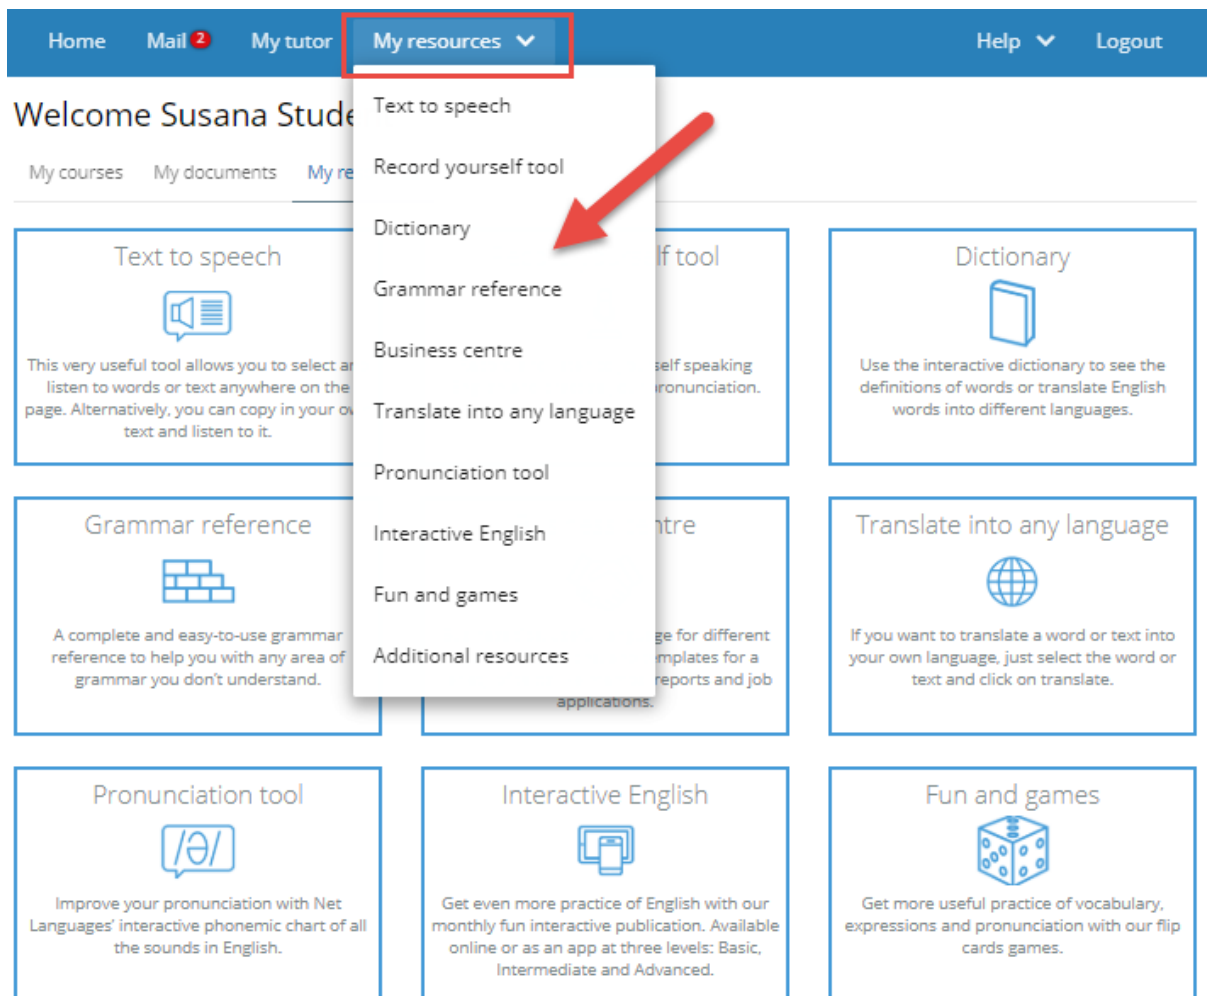 Home Mail 2 My tutor My resources Help Logout
Welcome Susana Stude
My courses My documents My re
Text to speech
Record yourself tool
Dictionary
Grammar reference
Business centre
Translate into any language
Pronunciation tool
Interactive English
Fun and games
Additional resources
Text to speech
This very useful tool allows you to select an
listen to words or text anywhere on the
page. Alternatively, you can copy in your ow
text and listen to it.
lf tool
self speaking
ronunciation.
Dictionary
Use the interactive dictionary to see the
definitions of words or translate English
words into different languages.
Grammar reference
A complete and easy-to-use grammar
reference to help you with any area of
grammar you don't understand.
ntre
ge for different
mplates for a
reports and job
applications.
Translate into any language
If you want to translate a word or text into
your own language, just select the word or
text and click on translate.
Pronunciation tool
/ə/
Improve your pronunciation with Net
Languages' interactive phonemic chart of all
the sounds in English.
Interactive English
Get even more practice of English with our
monthly fun interactive publication. Available
online or as an app at three levels: Basic,
Intermediate and Advanced.
Fun and games
Get more useful practice of vocabulary,
expressions and pronunciation with our flip
cards games.